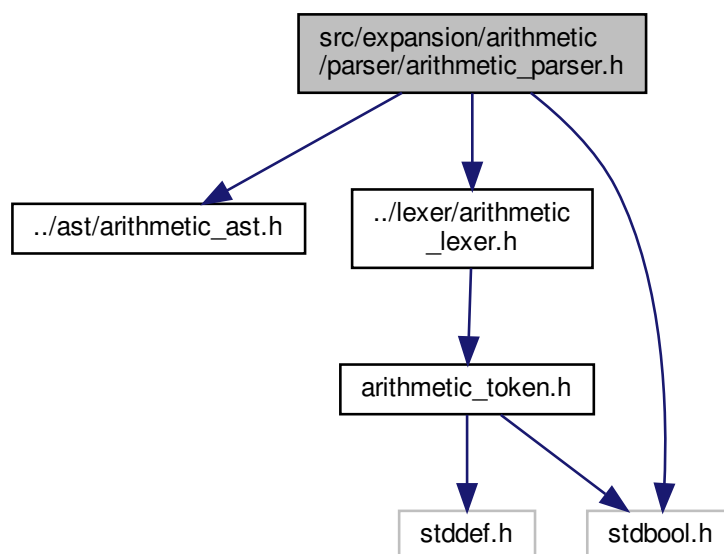 src/expansion/arithmetic
/parser/arithmetic_parser.h
../ast/arithmetic_ast.h
../lexer/arithmetic
_lexer.h
arithmetic_token.h
stddef.h
stdbool.h